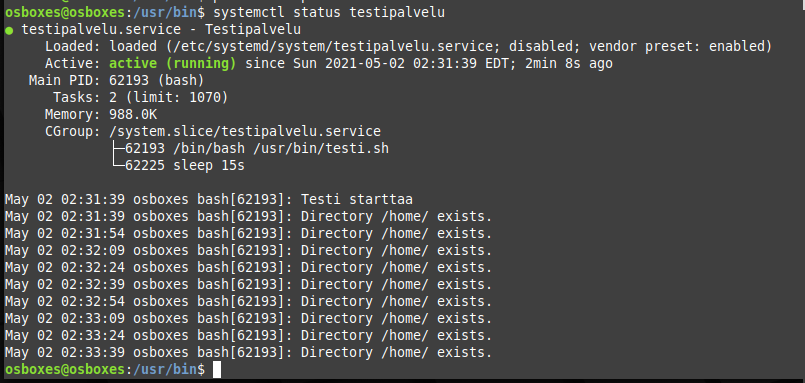 osboxes@osboxes:/usr/bin$ systemctl status testipalvelu
● testipalvelu.service - Testipalvelu
     Loaded: loaded (/etc/systemd/system/testipalvelu.service; disabled; vendor preset: enabled)
     Active: active (running) since Sun 2021-05-02 02:31:39 EDT; 2min 8s ago
   Main PID: 62193 (bash)
      Tasks: 2 (limit: 1070)
     Memory: 988.0K
     CGroup: /system.slice/testipalvelu.service
             ├─62193 /bin/bash /usr/bin/testi.sh
             └─62225 sleep 15s

May 02 02:31:39 osboxes bash[62193]: Testi starttaa
May 02 02:31:39 osboxes bash[62193]: Directory /home/ exists.
May 02 02:31:54 osboxes bash[62193]: Directory /home/ exists.
May 02 02:32:09 osboxes bash[62193]: Directory /home/ exists.
May 02 02:32:24 osboxes bash[62193]: Directory /home/ exists.
May 02 02:32:39 osboxes bash[62193]: Directory /home/ exists.
May 02 02:32:54 osboxes bash[62193]: Directory /home/ exists.
May 02 02:33:09 osboxes bash[62193]: Directory /home/ exists.
May 02 02:33:24 osboxes bash[62193]: Directory /home/ exists.
May 02 02:33:39 osboxes bash[62193]: Directory /home/ exists.
osboxes@osboxes:/usr/bin$